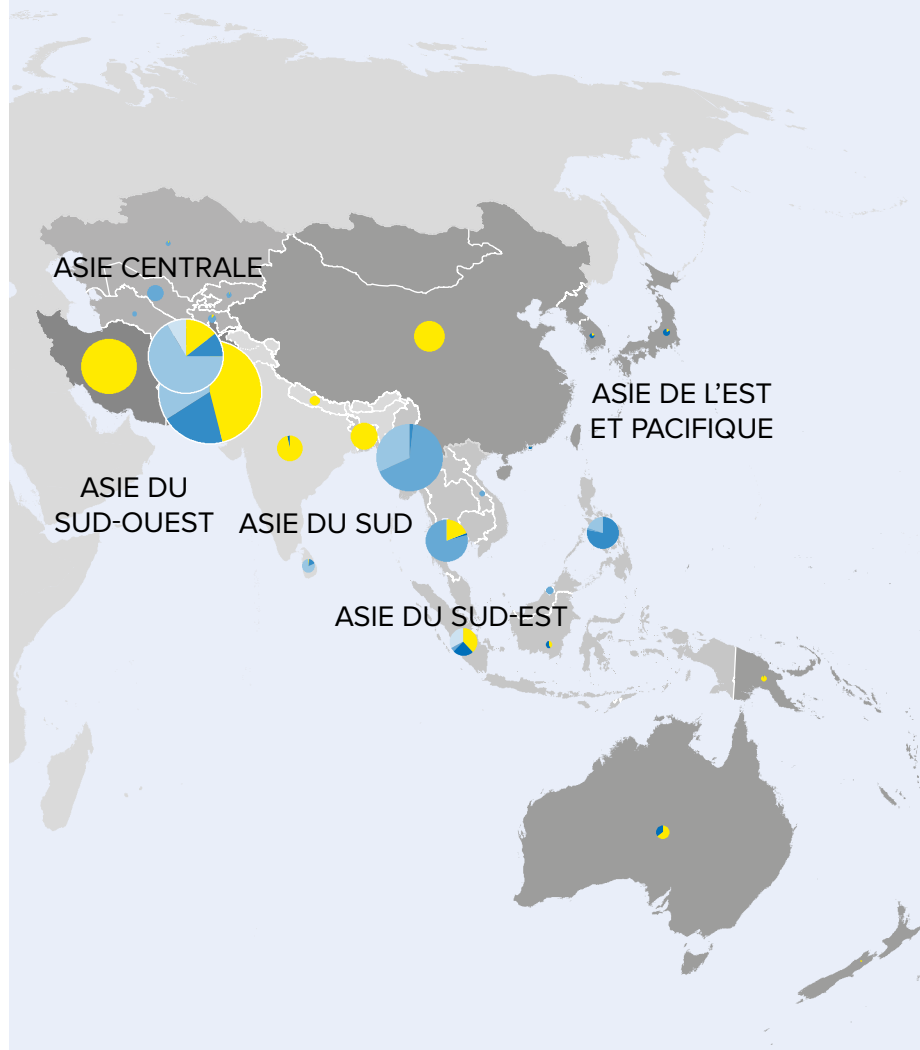 ASIE CENTRALE
ASIE DE L'EST
ET PACIFIQUE
ASIE DU
SUD-OUEST
ASIE DU SUD
ASIE DU SUD-EST